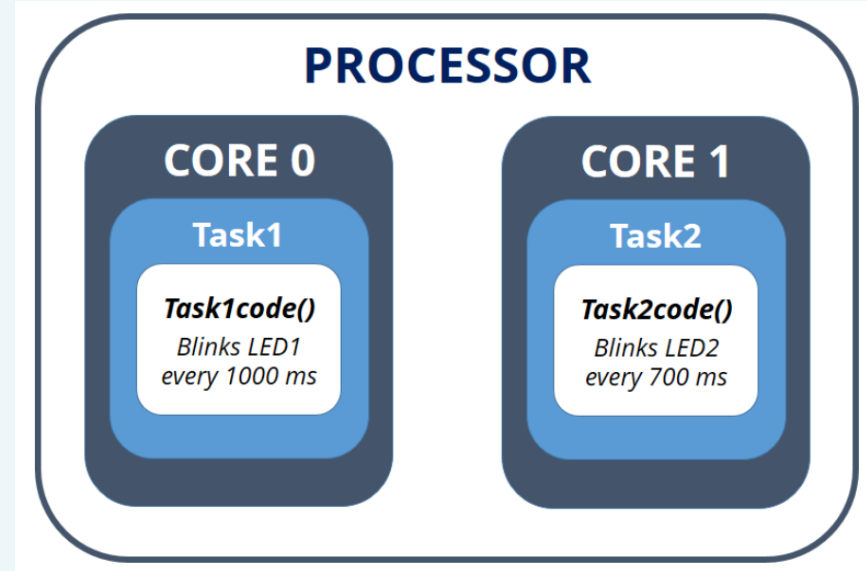 PROCESSOR
CORE 0
Task1
Task1code()
Blinks LED1
every 1000 ms
CORE 1
Task2
Task2code()
Blinks LED2
every 700 ms